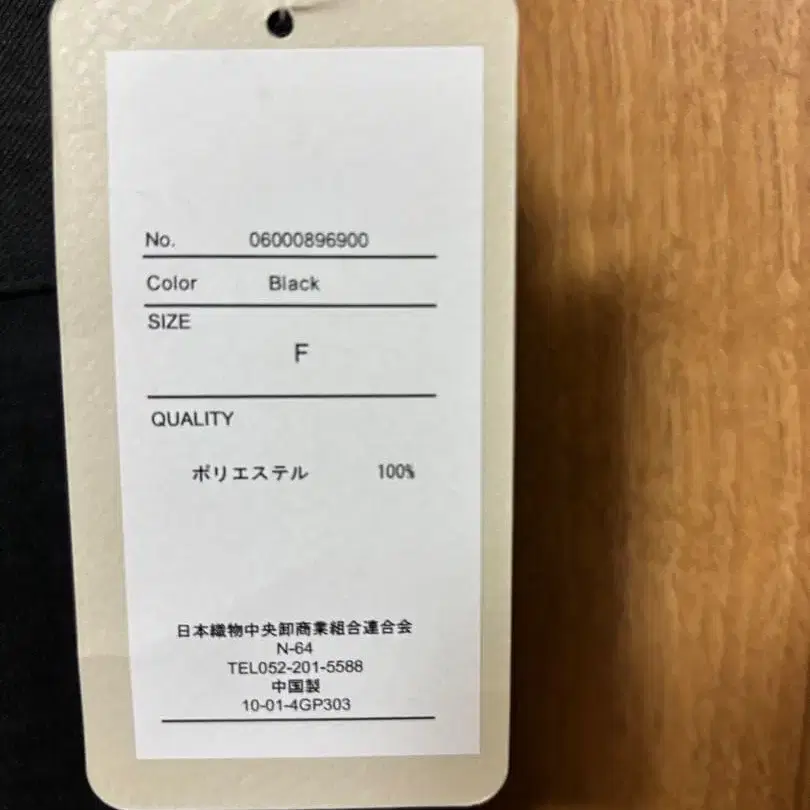 No. 06000896900
Color Black
SIZE
F
QUALITY
ポリエステル 100%
日本織物中央卸商業組合連合会
N-64
TEL052-201-5588
中国製
10-01-4GP303